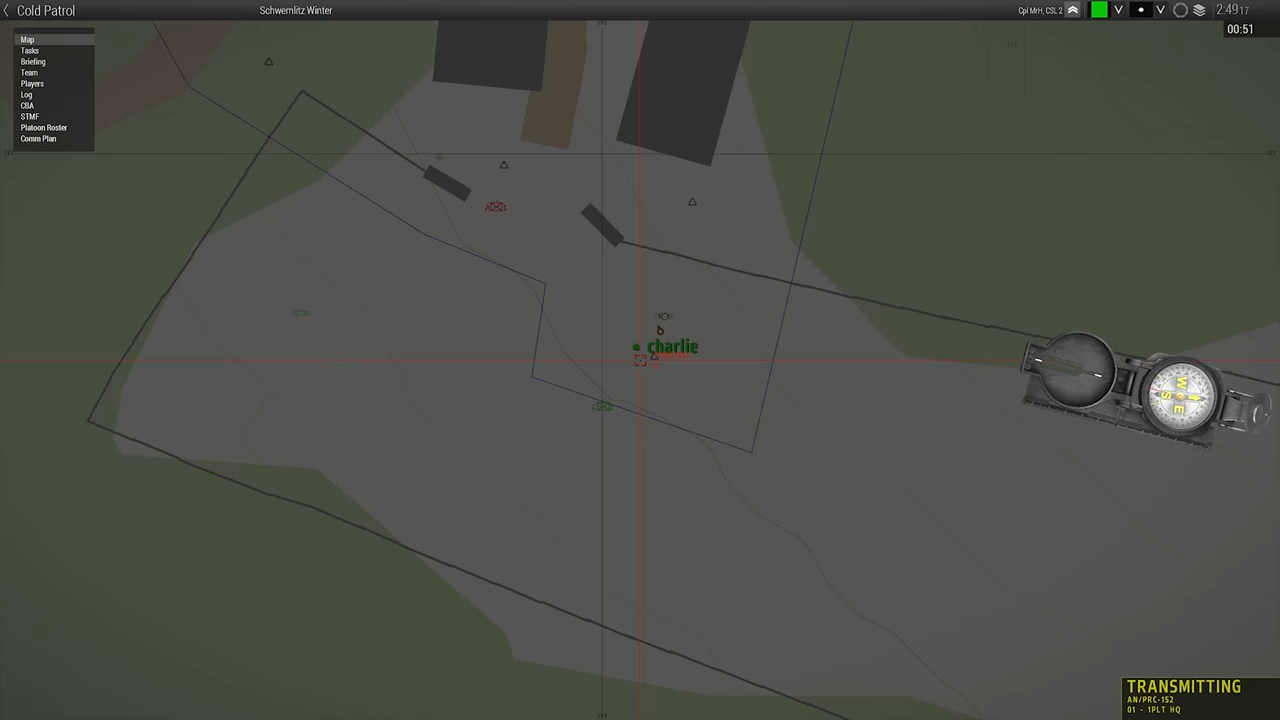 Cold Patrol
Schwemlitz Winter
Cpl MrH, CSL 2
2:49 17
00:51
Map
Tasks
Briefing
Team
Players
Log
CBA
STMF
Platoon Roster
Comm Plan
charlie
W
S
E
TRANSMITTING
AN/PRC-152
01 - 1PLT HQ